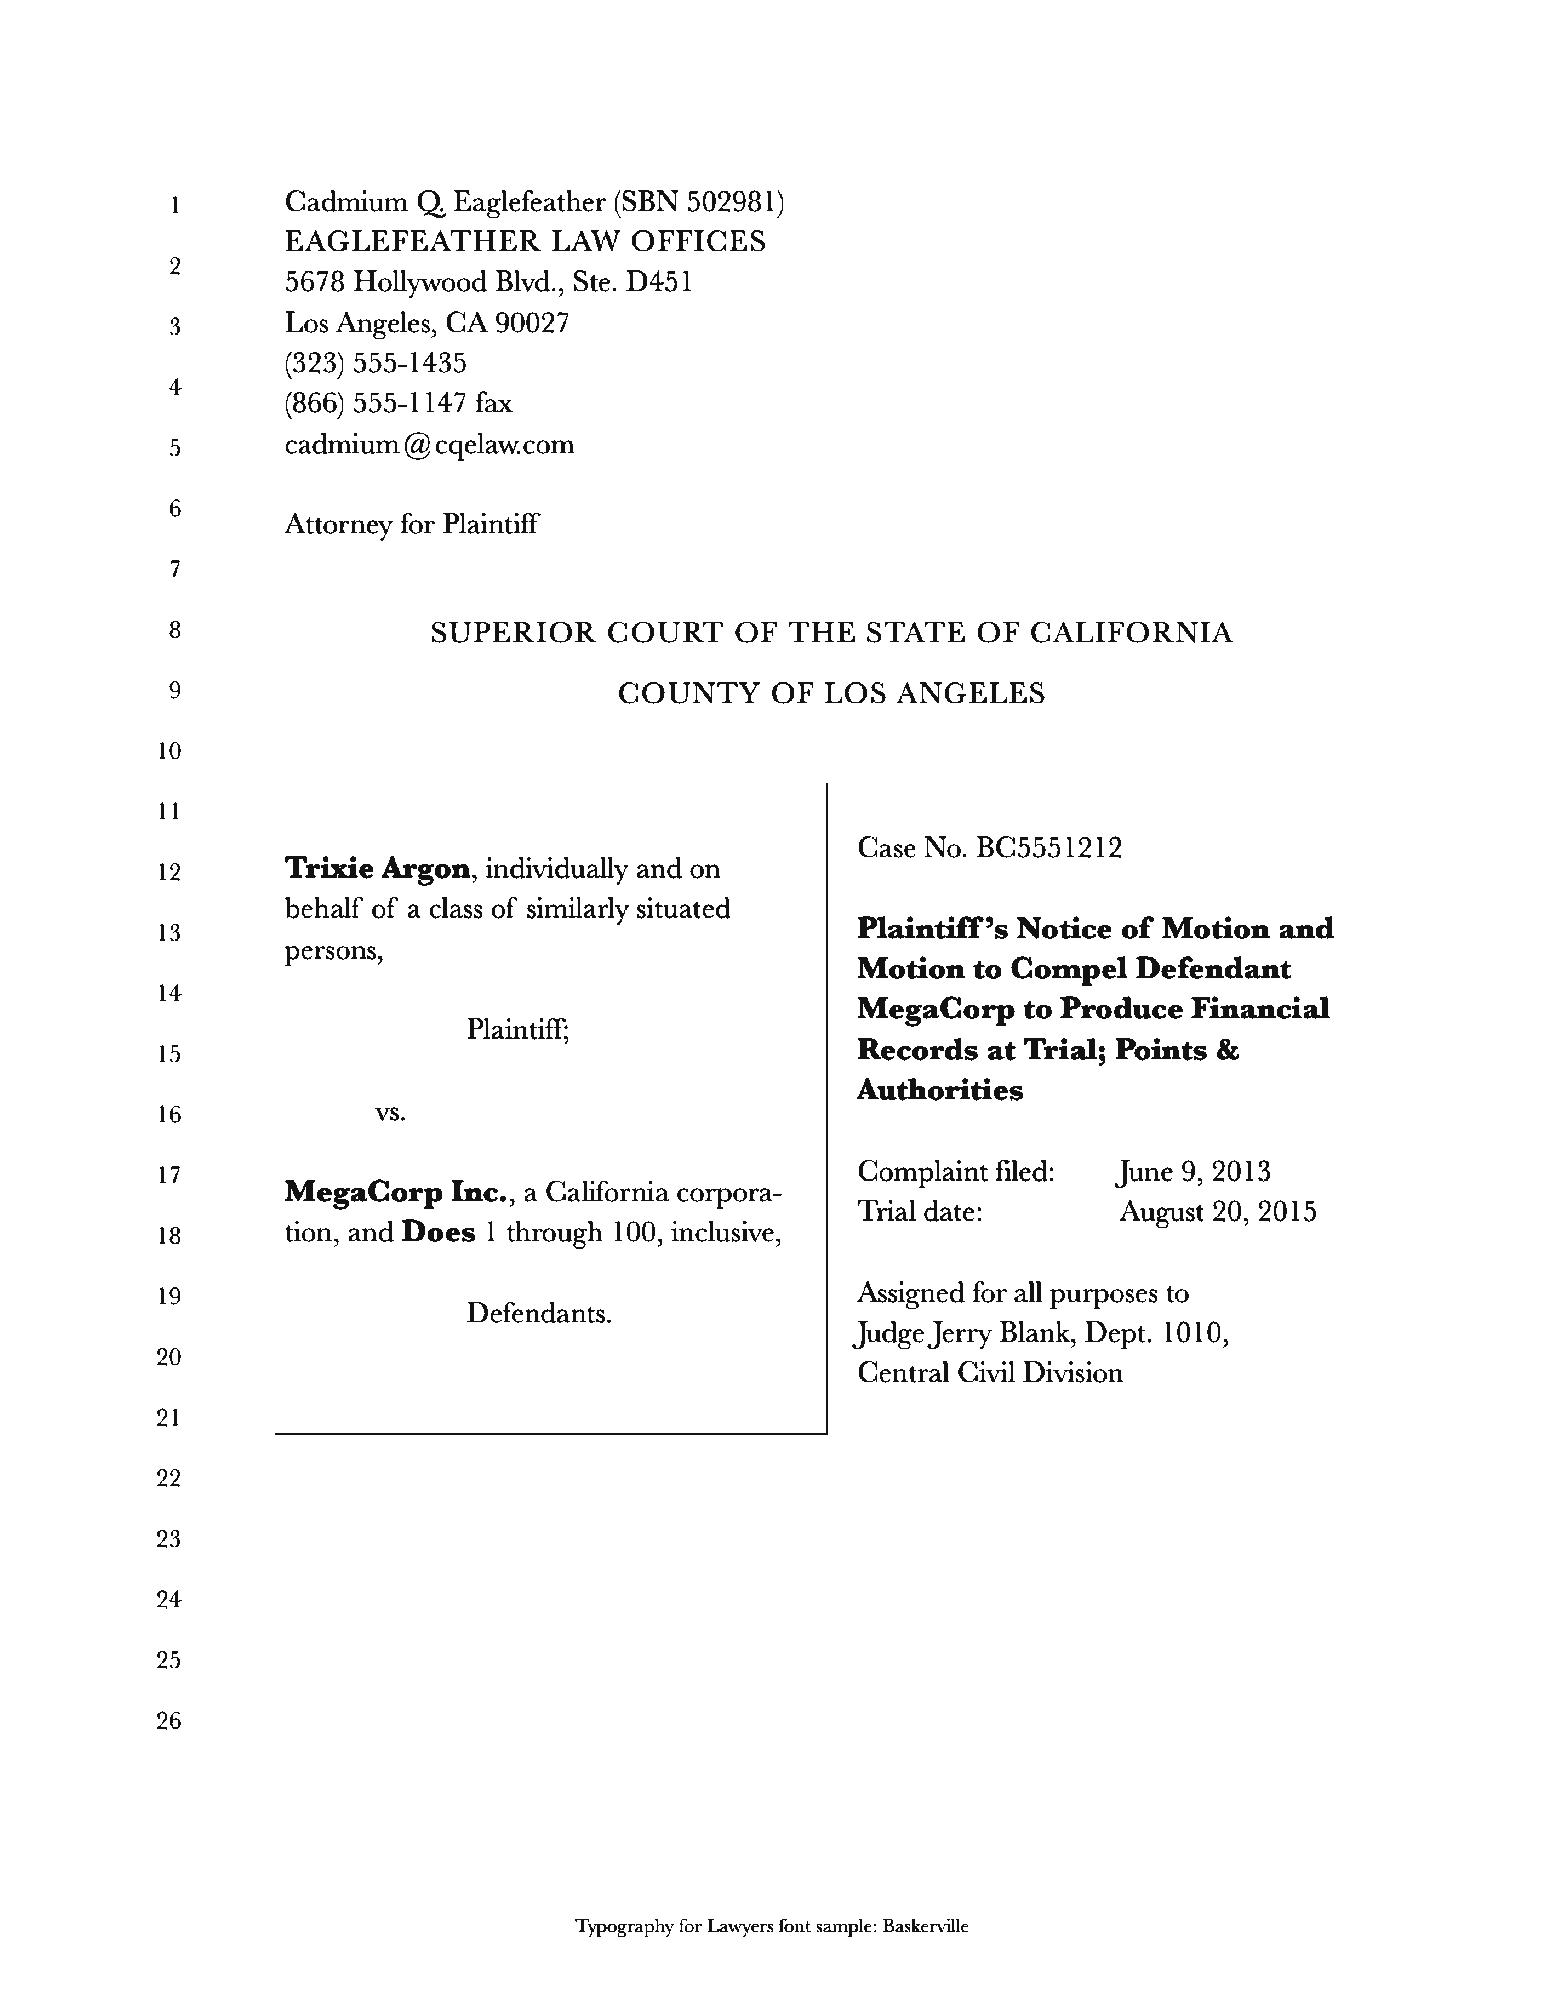 1
2
3
4
5
6
7
8
9
10
11
12
13
14
15
16
17
18
19
20
21
22
23
24
25
26
Cadmium Q. Eaglefeather (SBN 502981)
EAGLEFEATHER LAW OFFICES
5678 Hollywood Blvd., Ste. D451
Los Angeles, CA 90027
(323) 555-1435
(866) 555-1147 fax
cadmium@cqelaw.com
Attorney for Plaintiff
SUPERIOR COURT OF THE STATE OF CALIFORNIA
COUNTY OF LOS ANGELES
Trixie Argon, individually and on
behalf of a class of similarly situated
persons,
Plaintiff;
vs.
MegaCorp Inc., a California corpora-
tion, and Does 1 through 100, inclusive,
Defendants.
Case No. BC5551212
Plaintiff’s Notice of Motion and
Motion to Compel Defendant
MegaCorp to Produce Financial
Records at Trial; Points &
Authorities
Complaint filed: June 9, 2013
Trial date: August 20, 2015
Assigned for all purposes to
Judge Jerry Blank, Dept. 1010,
Central Civil Division
Typography for Lawyers font sample: Baskerville